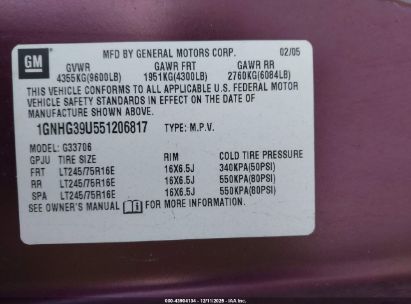 GM
MFD BY GENERAL MOTORS CORP. 02/05
GVWR GAWR FRT GAWR RR
4355KG(9600LB) 1951KG(4300LB) 2760KG(6084LB)
THIS VEHICLE CONFORMS TO ALL APPLICABLE U.S. FEDERAL MOTOR
VEHICLE SAFETY STANDARDS IN EFFECT ON THE DATE OF
MANUFACTURE SHOWN ABOVE.
1GNHG39U551206817 TYPE: M.P.V.
MODEL: G33706
GPJU TIRE SIZE RIM COLD TIRE PRESSURE
FRT LT245/75R16E 16X6.5J 340KPA(50PSI)
RR LT245/75R16E 16X6.5J 550KPA(80PSI)
SPA LT245/75R16E 16X6.5J 550KPA(80PSI)
SEE OWNER'S MANUAL FOR MORE INFORMATION.
000-43904104 - 12/11/2025 - IAA Inc.